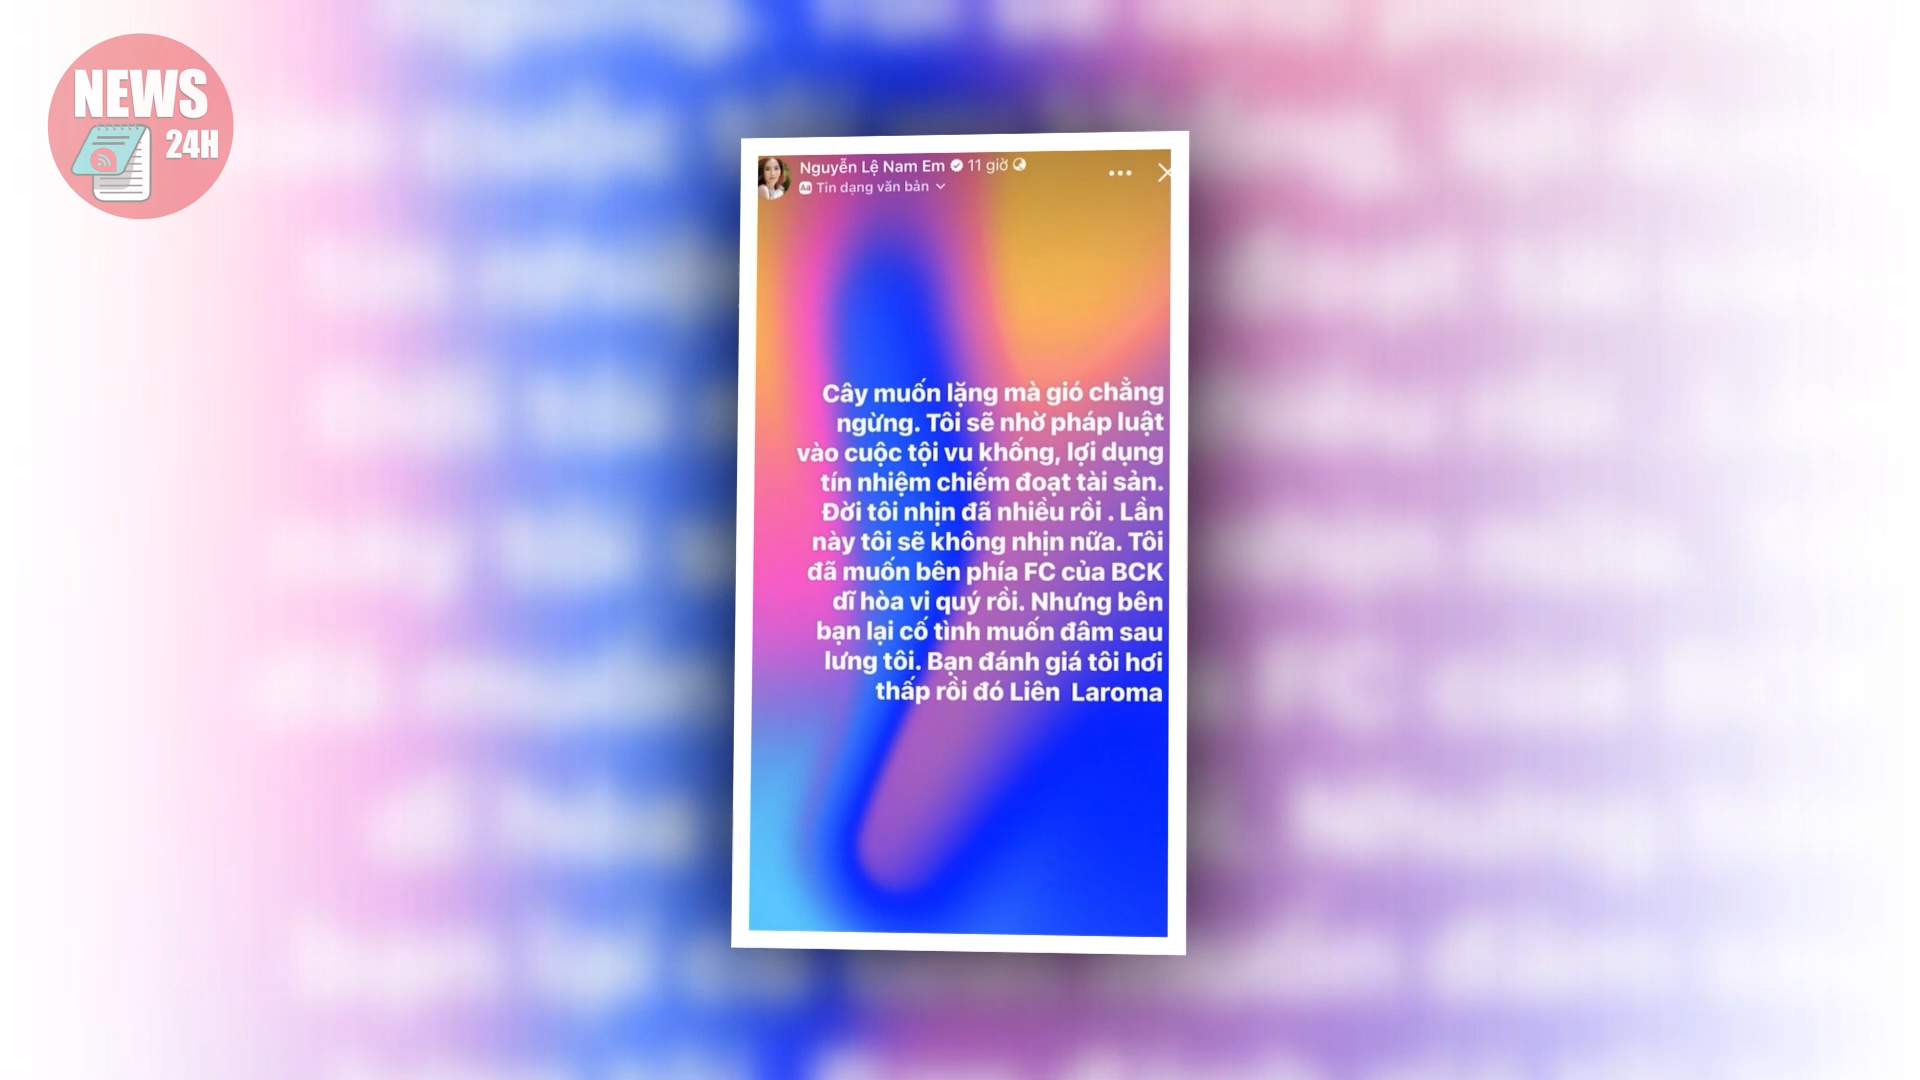 NEWS
24H
Nguyễn Lệ Nam Em 11 giờ
Aa Tin dạng văn bản
Cây muốn lặng mà gió chẳng
ngừng. Tôi sẽ nhờ pháp luật
vào cuộc tội vu khống, lợi dụng
tín nhiệm chiếm đoạt tài sản.
Đời tôi nhịn đã nhiều rồi . Lần
này tôi sẽ không nhịn nữa. Tôi
đã muốn bên phía FC của BCK
dĩ hòa vi quý rồi. Nhưng bên
bạn lại cố tình muốn đâm sau
lưng tôi. Bạn đánh giá tôi hơi
thấp rồi đó Liên  Laroma